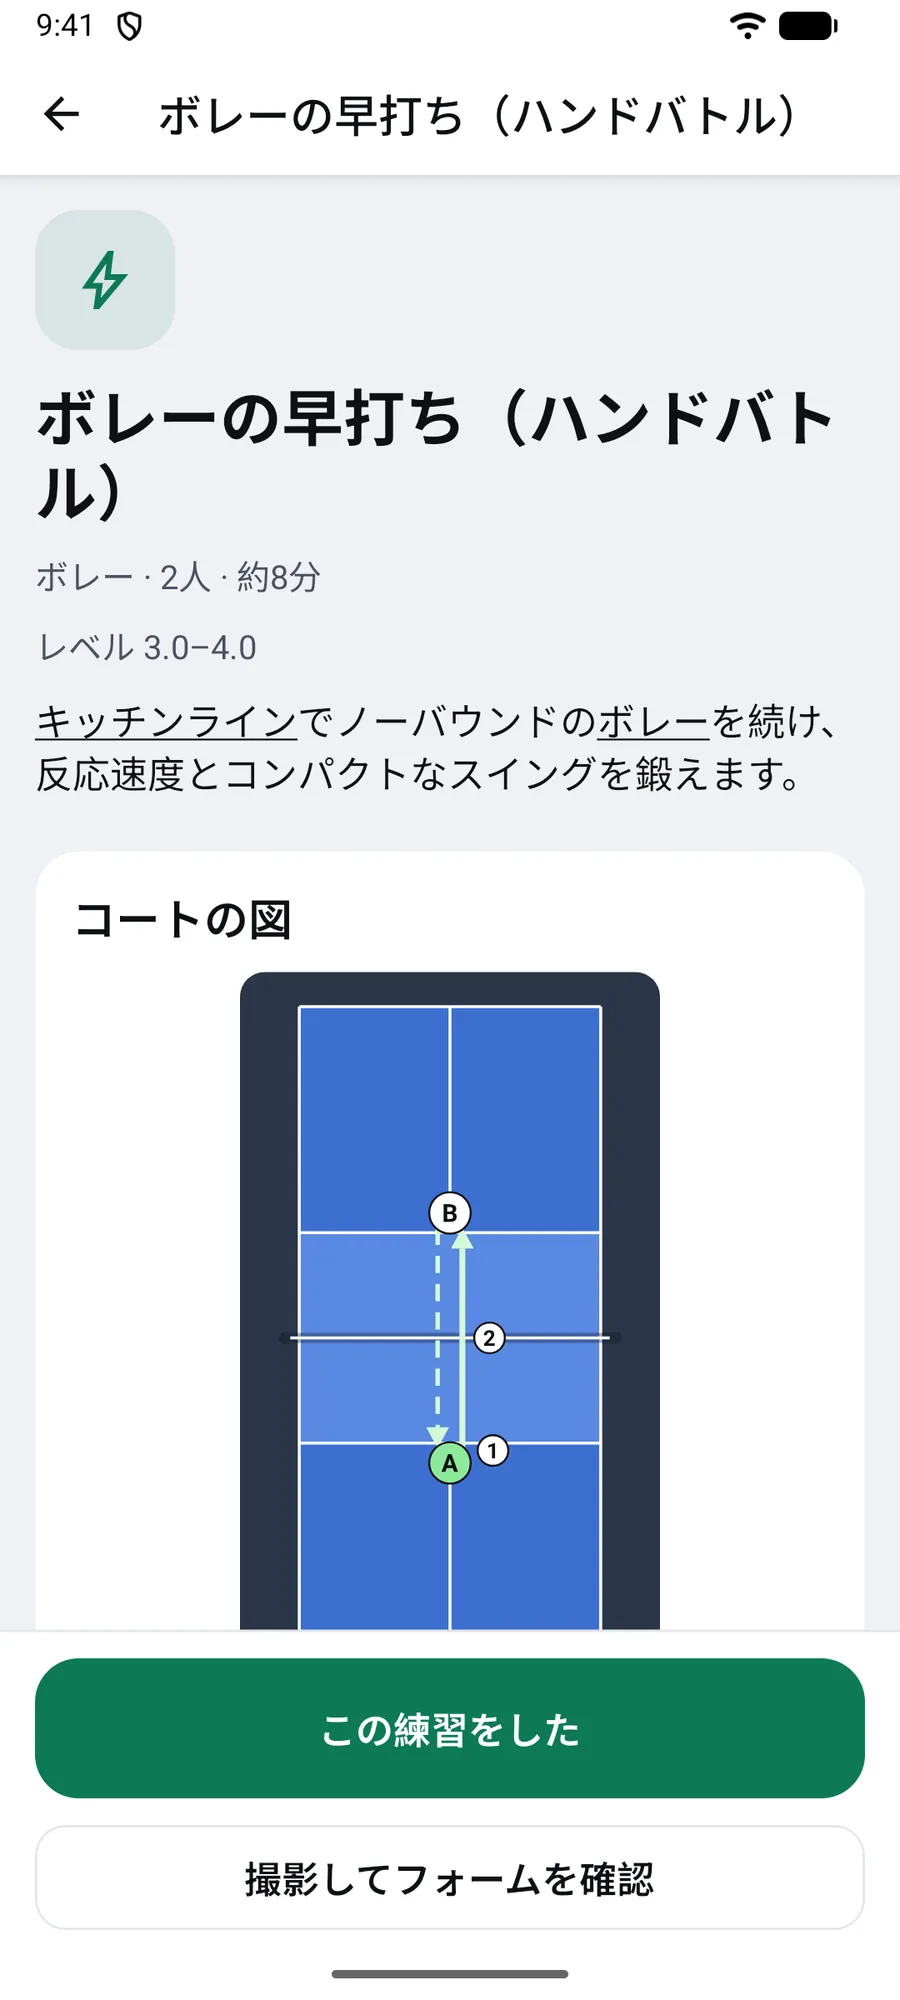 9:41
ボレーの早打ち（ハンドバトル）
ボレーの早打ち（ハンドバト
ル）
ボレー · 2人 · 約8分
レベル 3.0–4.0
キッチンラインでノーバウンドのボレーを続け、
反応速度とコンパクトなスイングを鍛えます。
コートの図
B
2
1
A
この練習をした
撮影してフォームを確認